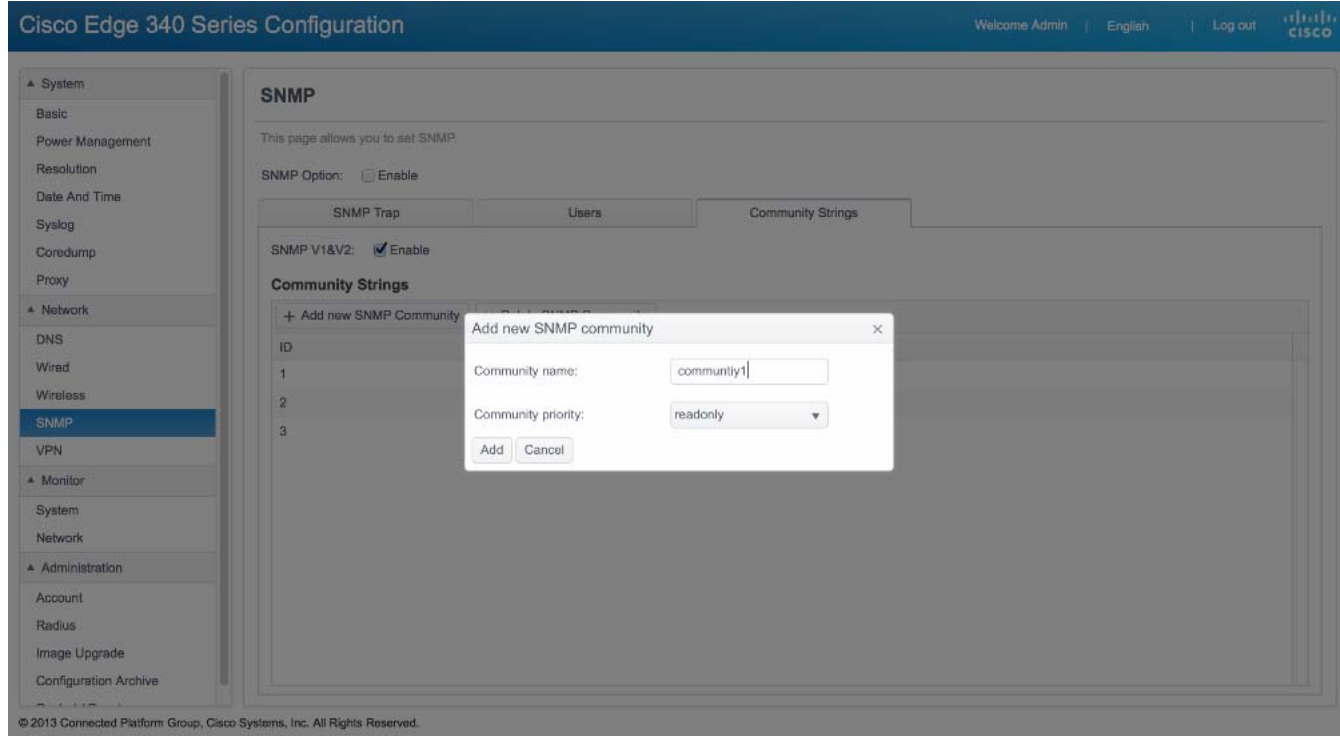 Cisco Edge 340 Series Configuration
Welcome Admin | English | Log out
CISCO
System
Basic
Power Management
Resolution
Date And Time
Syslog
Coredump
Proxy
Network
DNS
Wired
Wireless
SNMP
VPN
Monitor
System
Network
Administration
Account
Radius
Image Upgrade
Configuration Archive
SNMP
This page allows you to set SNMP.
SNMP Option: Enable
SNMP Trap Users Community Strings
SNMP V1&V2: Enable
Community Strings
+ Add new SNMP Community
ID
1
2
3
Add new SNMP community ×
Community name: communtiy1
Community priority: readonly
Add Cancel
© 2013 Connected Platform Group, Cisco Systems, Inc. All Rights Reserved.